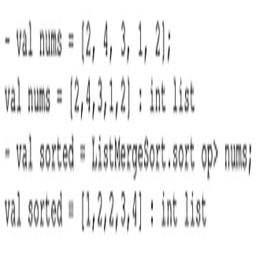 - val nums = [2, 4, 3, 1, 2];
val nums = [2,4,3,1,2] : int list
- val sorted = ListMergeSort.sort op> nums;
val sorted = [1,2,2,3,4] : int list